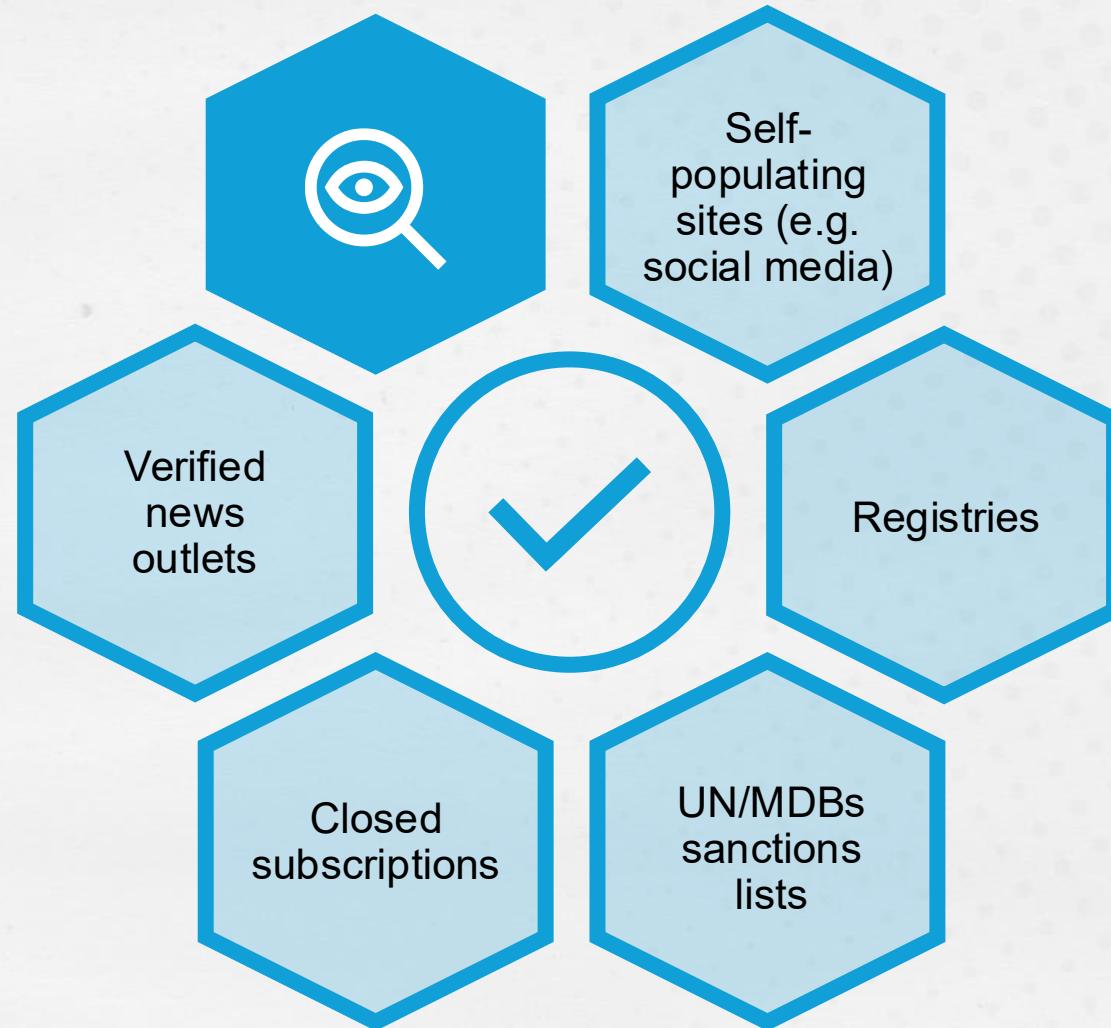 Self-
populating
sites (e.g.
social media)
Verified
news
outlets
Registries
Closed
subscriptions
UN/MDBs
sanctions
lists